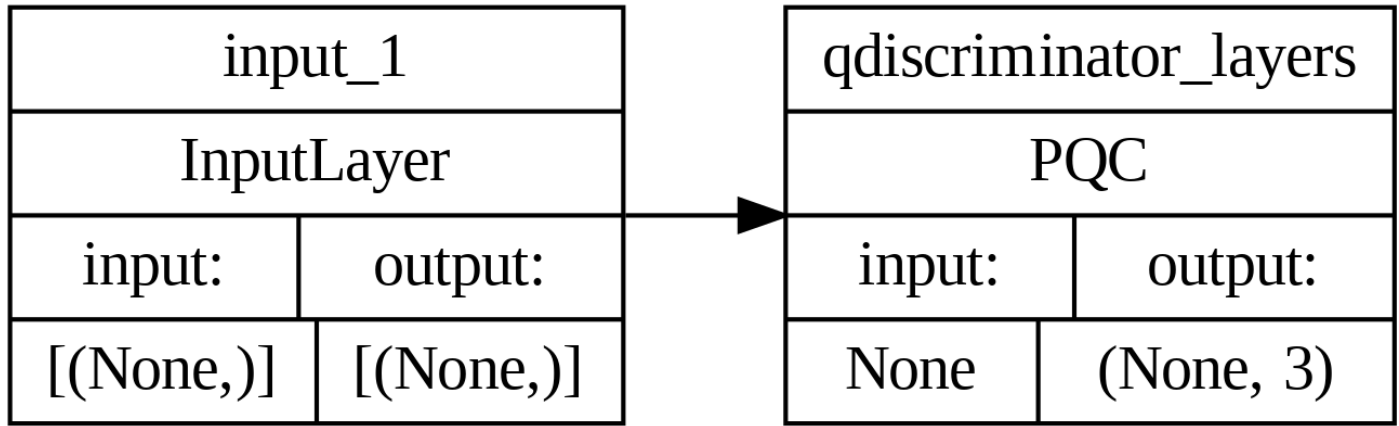 input_1
InputLayer
input: output:
[(None,)] [(None,)]
qdiscriminator_layers
PQC
input: output:
None (None, 3)